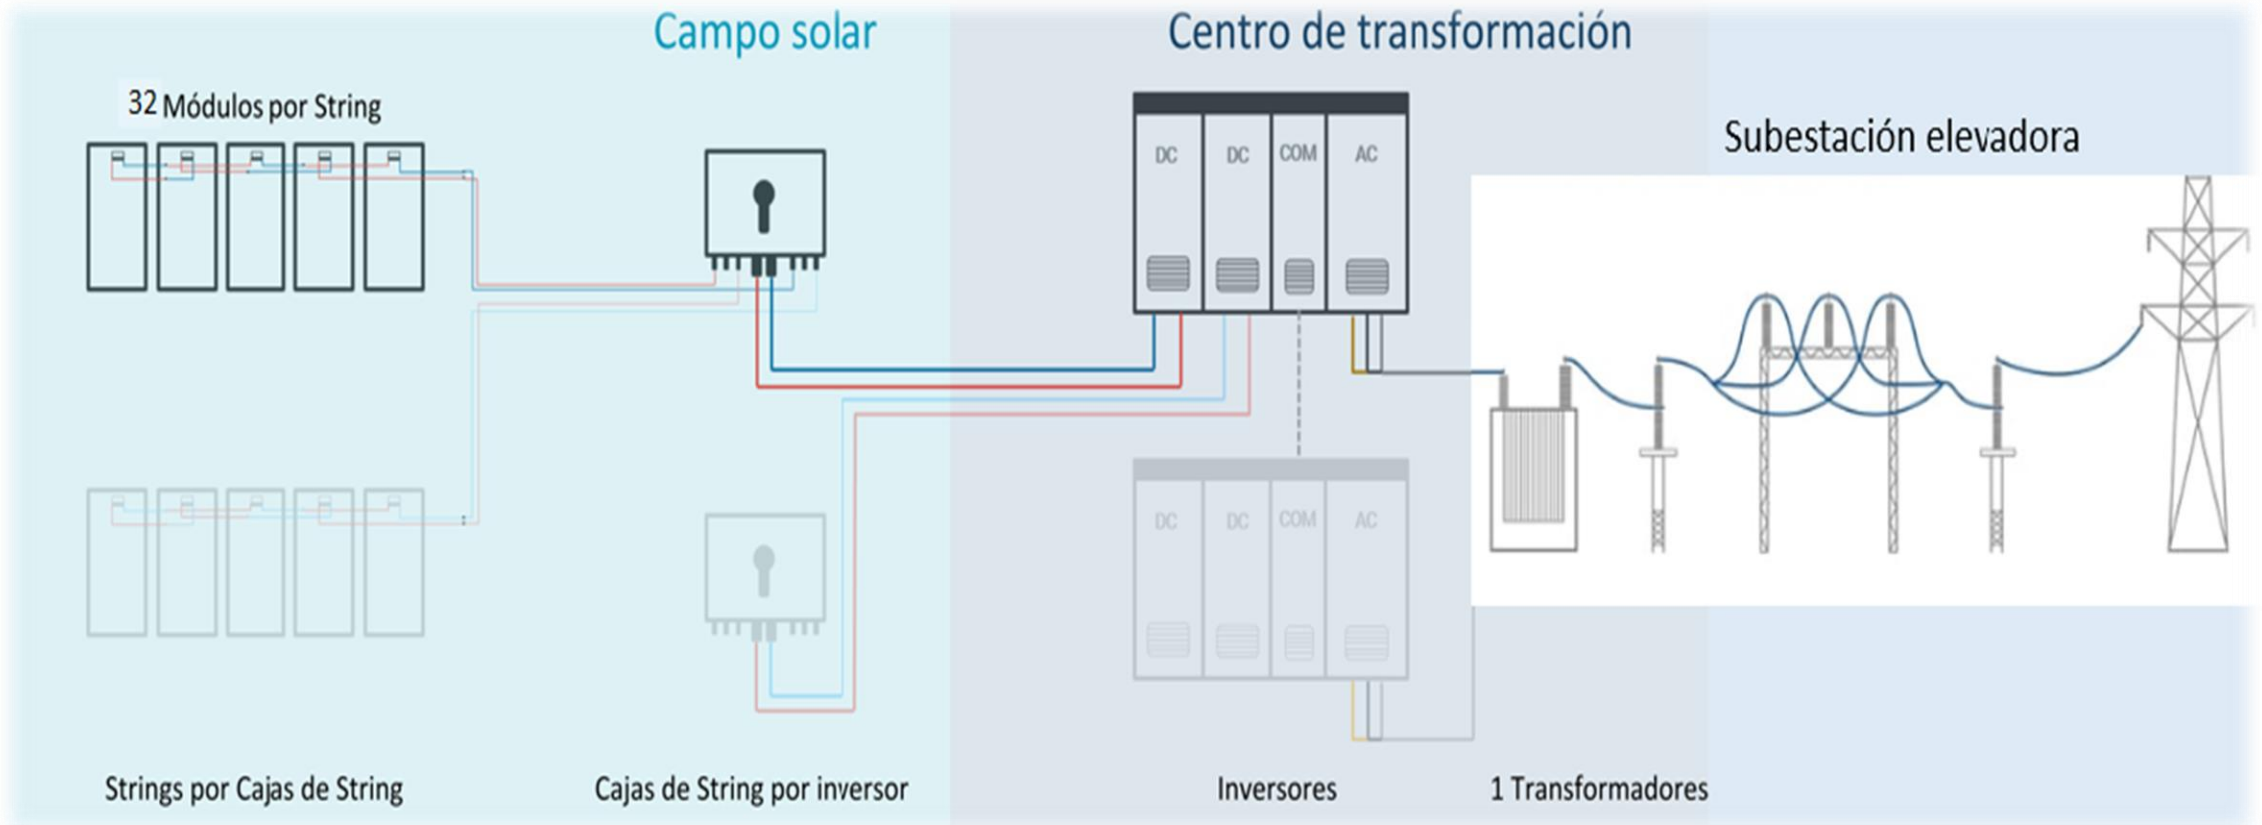 Campo solar
Centro de transformación
32 Módulos por String
Subestación elevadora
DC DC COM AC
DC DC COM AC
Strings por Cajas de String
Cajas de String por inversor
Inversores
1 Transformadores